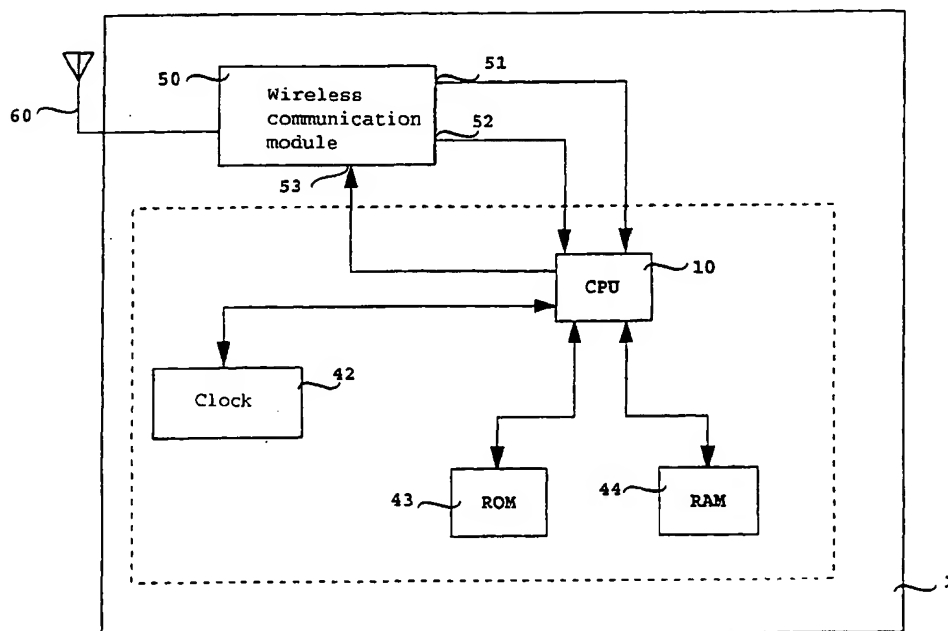 50
51
60
Wireless
communication
module
52
53
10
CPU
42
Clock
43
ROM
44
RAM